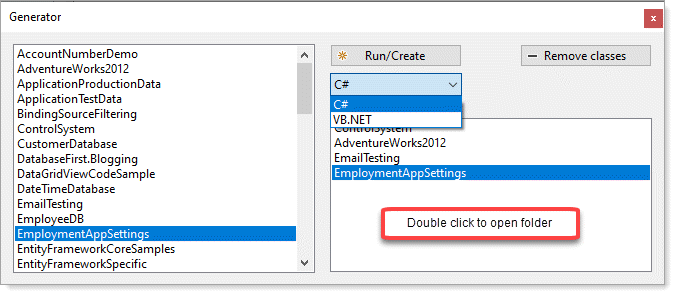 Generator
x
AccountNumberDemo
AdventureWorks2012
ApplicationProductionData
ApplicationTestData
BindingSourceFiltering
ControlSystem
CustomerDatabase
DatabaseFirst.Blogging
DataGridViewCodeSample
DateTimeDatabase
EmailTesting
EmployeeDB
EmploymentAppSettings
EntityFrameworkCoreSamples
EntityFrameworkSpecific
Run/Create
Remove classes
C#
C#
VB.NET
ControlSystem
AdventureWorks2012
EmailTesting
EmploymentAppSettings
Double click to open folder